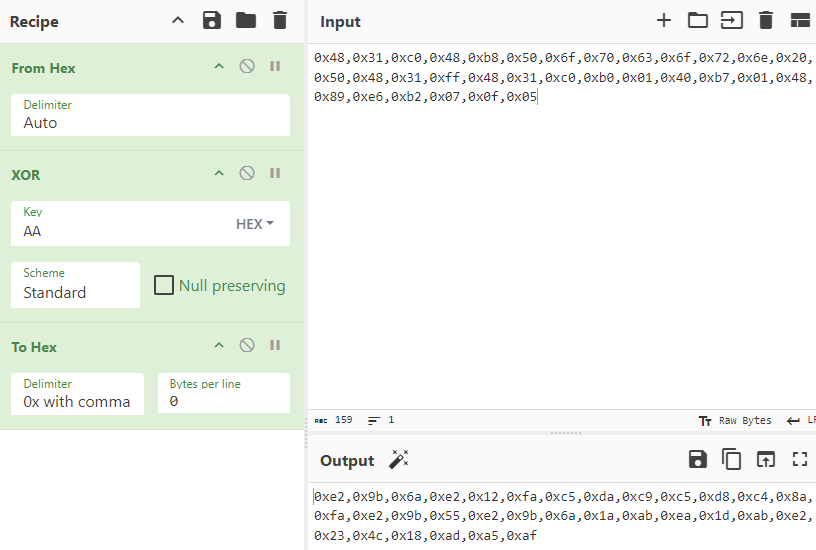 Recipe
From Hex
Delimiter
Auto
XOR
Key
AA
HEX
Scheme
Standard
Null preserving
To Hex
Delimiter
0x with comma
Bytes per line
0
Input
0x48,0x31,0xc0,0x48,0xb8,0x50,0x6f,0x70,0x63,0x6f,0x72,0x6e,0x20,
0x50,0x48,0x31,0xff,0x48,0x31,0xc0,0xb0,0x01,0x40,0xb7,0x01,0x48,
0x89,0xe6,0xb2,0x07,0x0f,0x05
ABC 159 1 Tт Raw Bytes LF
Output
0xe2,0x9b,0x6a,0xe2,0x12,0xfa,0xc5,0xda,0xc9,0xc5,0xd8,0xc4,0x8a,
0xfa,0xe2,0x9b,0x55,0xe2,0x9b,0x6a,0x1a,0xab,0xea,0x1d,0xab,0xe2,
0x23,0x4c,0x18,0xad,0xa5,0xaf